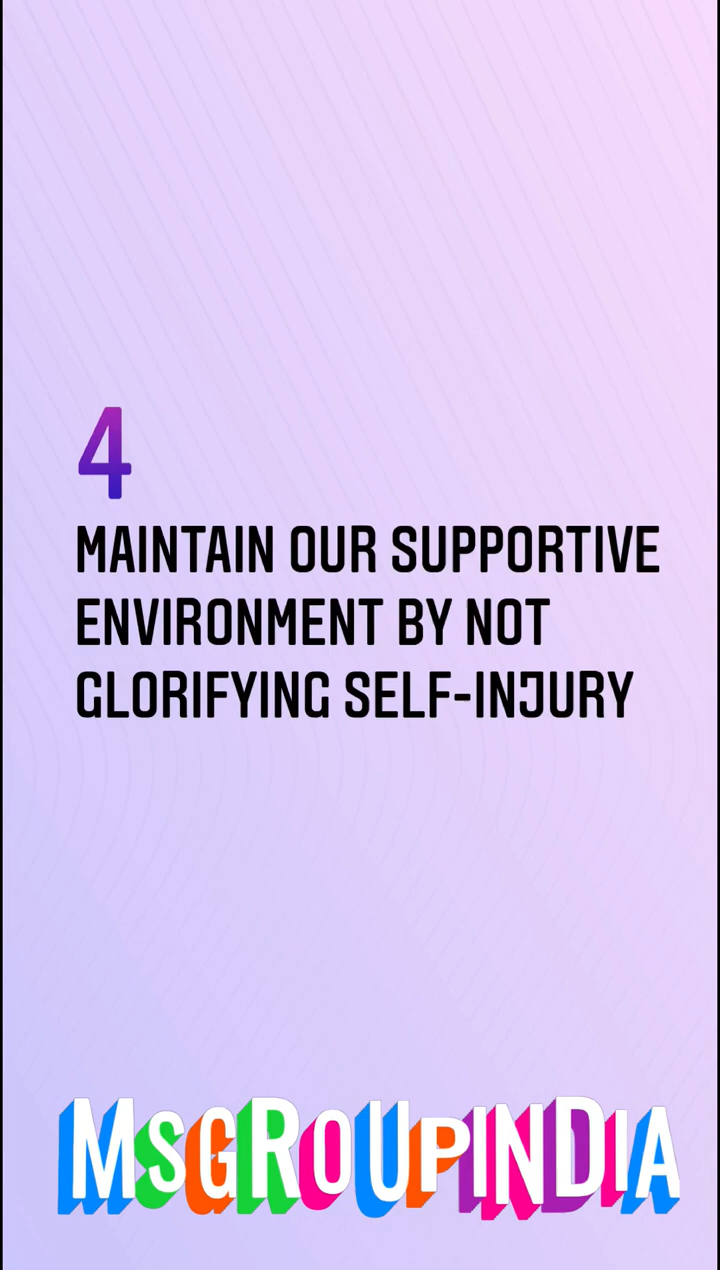 4
MAINTAIN OUR SUPPORTIVE
ENVIRONMENT BY NOT
GLORIFYING SELF-INJURY
MSGROUPINDIA